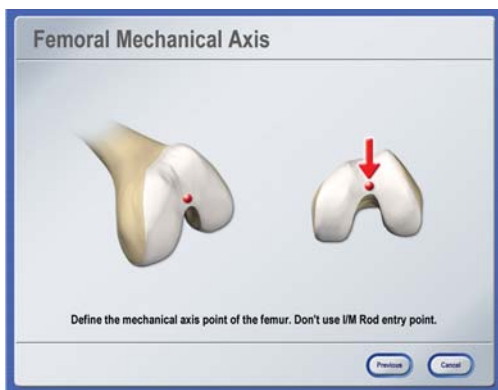 Femoral Mechanical Axis
Define the mechanical axis point of the femur. Don't use I/M Rod entry point.
Previous
Cancel